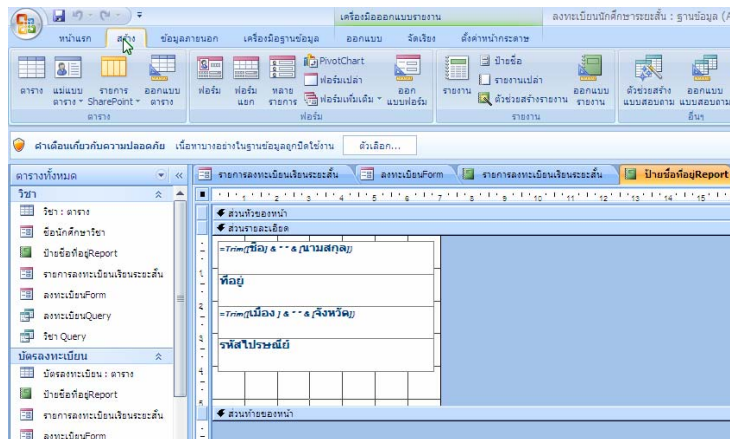 เครื่องมือออกแบบรายงาน
ลงทะเบียนนักศึกษาระยะสั้น : ฐานข้อมูล (A
หน้าแรก
สร้าง
ข้อมูลภายนอก
เครื่องมือฐานข้อมูล
ออกแบบ
จัดเรียง
ตั้งค่าหน้ากระดาษ
ตาราง
แม่แบบตาราง
รายการ SharePoint
ออกแบบตาราง
ตาราง
ฟอร์ม
ฟอร์มแยก
หลายรายการ
PivotChart
ฟอร์มเปล่า
ฟอร์มเพิ่มเติม
ออกแบบฟอร์ม
ฟอร์ม
รายงาน
ป้ายชื่อ
รายงานเปล่า
ตัวช่วยสร้างรายงาน
ออกแบบรายงาน
รายงาน
ตัวช่วยสร้างแบบสอบถาม
ออกแบบแบบสอบถาม
อื่นๆ
คำเตือนเกี่ยวกับความปลอดภัย เนื้อหาบางอย่างในฐานข้อมูลถูกปิดใช้งาน
ตัวเลือก...
ตารางทั้งหมด
รายการลงทะเบียนเรียนระยะสั้น
ลงทะเบียนForm
รายการลงทะเบียนเรียนระยะสั้น
ป้ายชื่อที่อยู่Report
วิชา
วิชา : ตาราง
ชื่อนักศึกษาวิชา
ป้ายชื่อที่อยู่Report
รายการลงทะเบียนเรียนระยะสั้น
ลงทะเบียนForm
ลงทะเบียนQuery
วิชา Query
บัตรลงทะเบียน
บัตรลงทะเบียน : ตาราง
ป้ายชื่อที่อยู่Report
รายการลงทะเบียนเรียนระยะสั้น
ลงทะเบียนForm
1 2 3 4 5 6 7 8 9 10 11 12 13 14 15
ส่วนหัวของหน้า
ส่วนรายละเอียด
=Trim([ชื่อ] & " " & [นามสกุล])
ที่อยู่
=Trim([เมือง ] & " " & [จังหวัด])
รหัสไปรษณีย์
1
2
3
4
5
ส่วนท้ายของหน้า